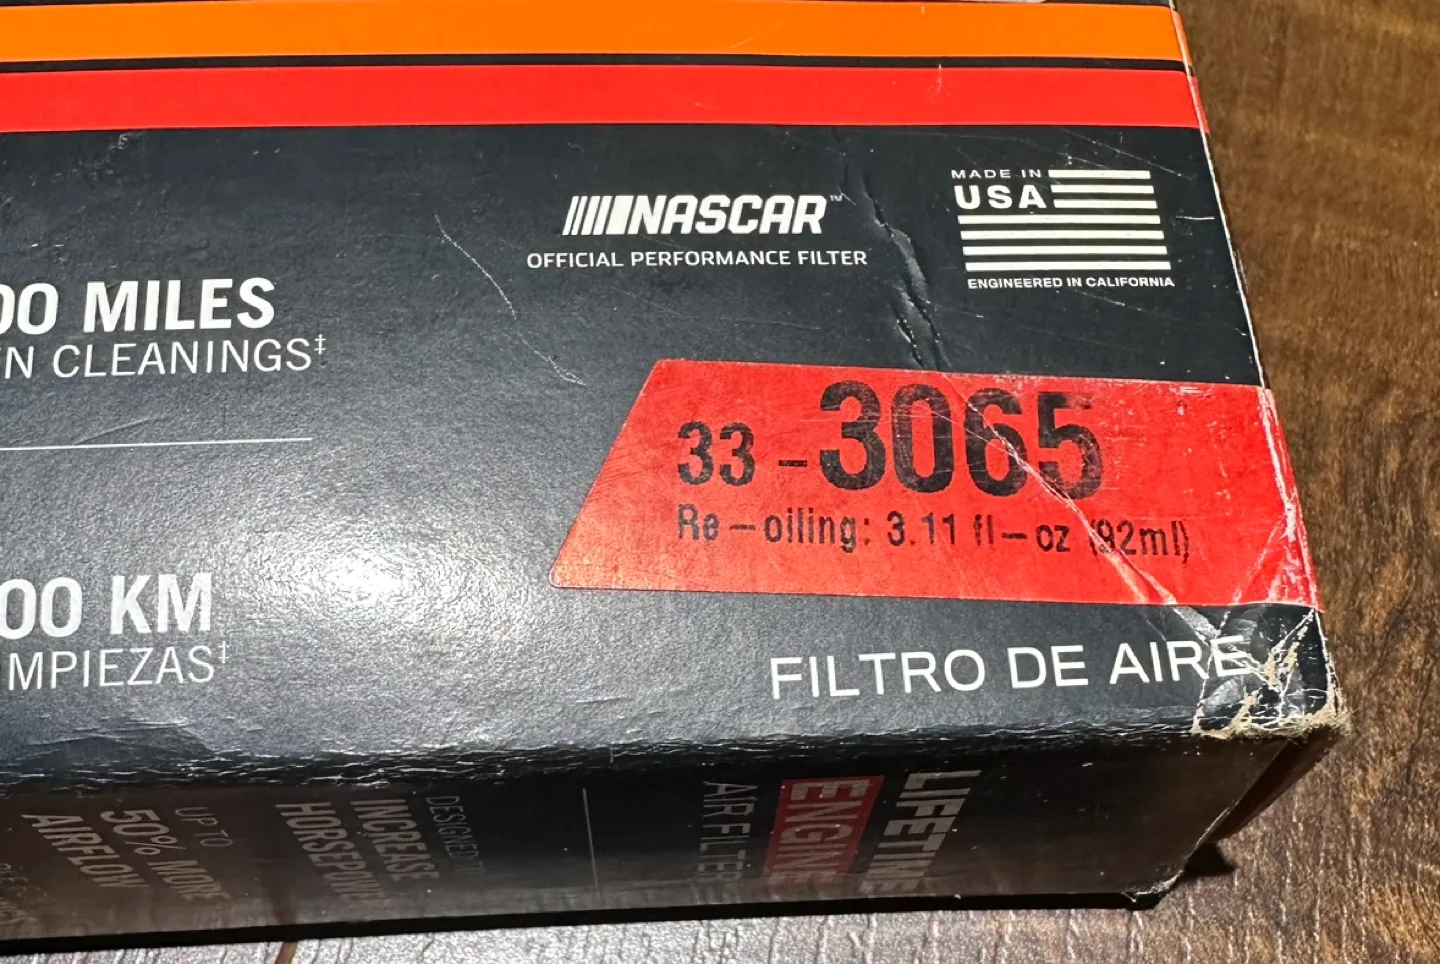 NASCAR™
OFFICIAL PERFORMANCE FILTER
MADE IN
USA
ENGINEERED IN CALIFORNIA
00 MILES
N CLEANINGS‡
33-3065
Re-oiling: 3.11 fl-oz (92ml)
00 KM
MPIEZAS‡
FILTRO DE AIRE
LIFETIME
ENGINE
AIR FILTER
DESIGNED TO
INCREASE
HORSEPOWER
UP TO
50% MORE
AIRFLOW